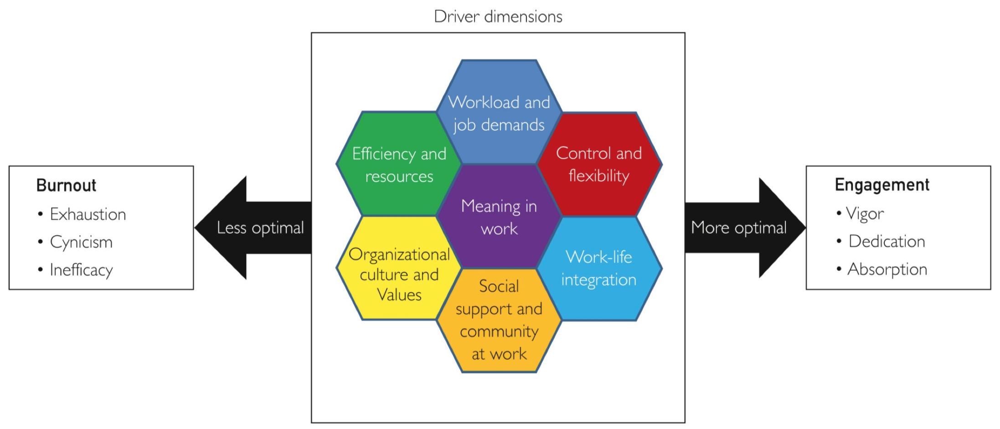 Driver dimensions
Workload and
job demands
Efficiency and
resources
Control and
flexibility
Meaning in
work
Organizational
culture and
Values
Work-life
integration
Social
support and
community
at work
Burnout
• Exhaustion
• Cynicism
• Inefficacy
Less optimal
More optimal
Engagement
• Vigor
• Dedication
• Absorption